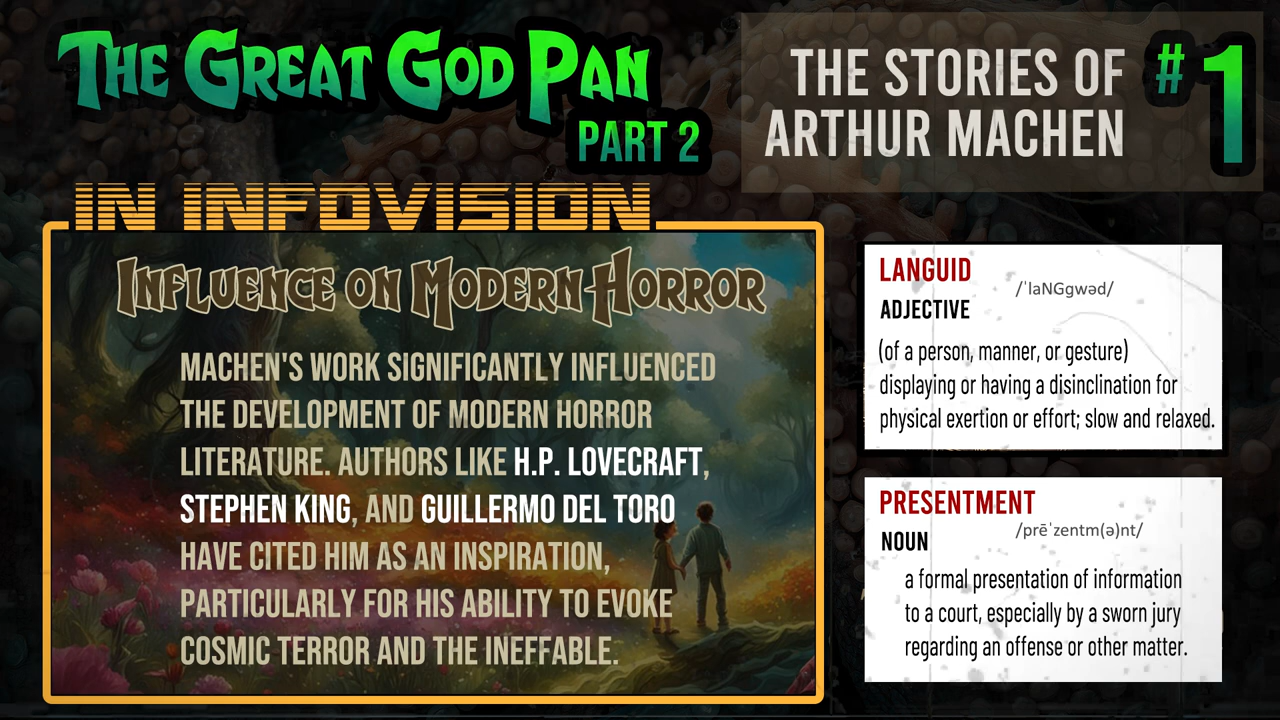 THE GREAT GOD PAN
PART 2
THE STORIES OF
ARTHUR MACHEN
#1
IN INFOVISION
INFLUENCE ON MODERN HORROR
MACHEN'S WORK SIGNIFICANTLY INFLUENCED
THE DEVELOPMENT OF MODERN HORROR
LITERATURE. AUTHORS LIKE H.P. LOVECRAFT,
STEPHEN KING, AND GUILLERMO DEL TORO
HAVE CITED HIM AS AN INSPIRATION,
PARTICULARLY FOR HIS ABILITY TO EVOKE
COSMIC TERROR AND THE INEFFABLE.
LANGUID
/ˈlaNGgwəd/
ADJECTIVE
(of a person, manner, or gesture)
displaying or having a disinclination for
physical exertion or effort; slow and relaxed.
PRESENTMENT
/prēˈzentm(ə)nt/
NOUN
a formal presentation of information
to a court, especially by a sworn jury
regarding an offense or other matter.